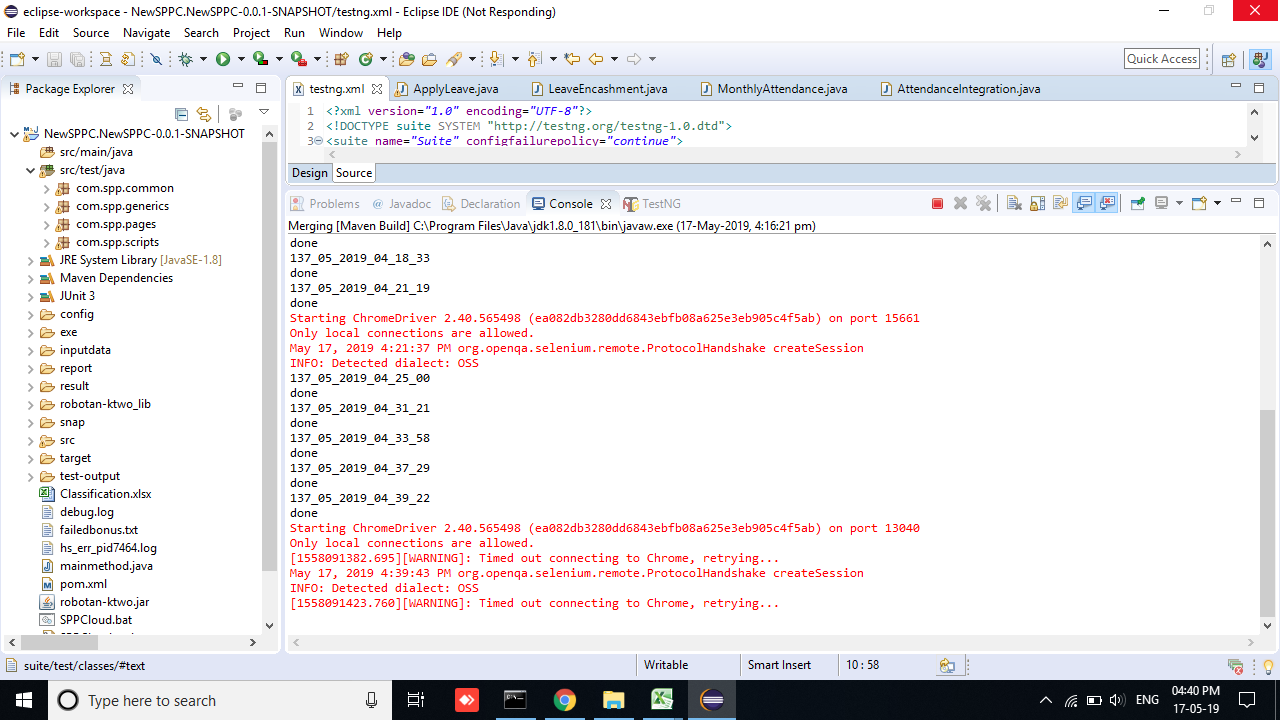 eclipse-workspace - NewSPPC.NewSPPC-0.0.1-SNAPSHOT/testng.xml - Eclipse IDE (Not Responding)
File Edit Source Navigate Search Project Run Window Help
Quick Access
Package Explorer
testng.xml ApplyLeave.java LeaveEncashment.java MonthlyAttendance.java AttendanceIntegration.java
1 <?xml version="1.0" encoding="UTF-8"?>
2 <!DOCTYPE suite SYSTEM "http://testng.org/testng-1.0.dtd">
3 <suite name="Suite" configfailurepolicy="continue">
Design Source
NewSPPC.NewSPPC-0.0.1-SNAPSHOT
src/main/java
src/test/java
com.spp.common
com.spp.generics
com.spp.pages
com.spp.scripts
JRE System Library [JavaSE-1.8]
Maven Dependencies
JUnit 3
config
exe
inputdata
report
result
robotan-ktwo_lib
snap
src
target
test-output
Classification.xlsx
debug.log
failedbonus.txt
hs_err_pid7464.log
mainmethod.java
pom.xml
robotan-ktwo.jar
SPPCloud.bat
Problems Javadoc Declaration Console TestNG
Merging [Maven Build] C:\Program Files\Java\jdk1.8.0_181\bin\javaw.exe (17-May-2019, 4:16:21 pm)
done
137_05_2019_04_18_33
done
137_05_2019_04_21_19
done
Starting ChromeDriver 2.40.565498 (ea082db3280dd6843ebfb08a625e3eb905c4f5ab) on port 15661
Only local connections are allowed.
May 17, 2019 4:21:37 PM org.openqa.selenium.remote.ProtocolHandshake createSession
INFO: Detected dialect: OSS
137_05_2019_04_25_00
done
137_05_2019_04_31_21
done
137_05_2019_04_33_58
done
137_05_2019_04_37_29
done
137_05_2019_04_39_22
done
Starting ChromeDriver 2.40.565498 (ea082db3280dd6843ebfb08a625e3eb905c4f5ab) on port 13040
Only local connections are allowed.
[1558091382.695][WARNING]: Timed out connecting to Chrome, retrying...
May 17, 2019 4:39:43 PM org.openqa.selenium.remote.ProtocolHandshake createSession
INFO: Detected dialect: OSS
[1558091423.760][WARNING]: Timed out connecting to Chrome, retrying...
suite/test/classes/#text Writable Smart Insert 10 : 58
Type here to search
ENG
04:40 PM
17-05-19